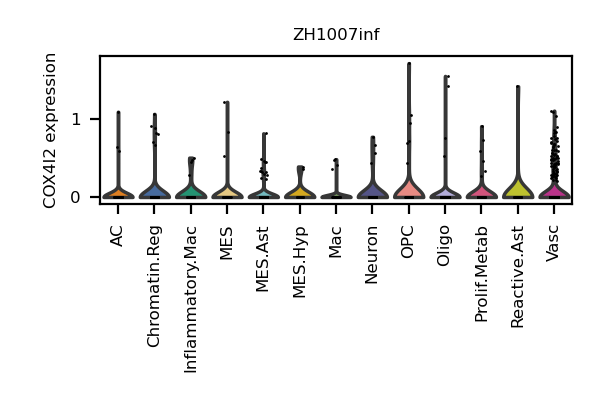 ZH1007inf
COX4I2 expression
1
0
AC
Chromatin.Reg
Inflammatory.Mac
MES
MES.Ast
MES.Hyp
Mac
Neuron
OPC
Oligo
Prolif.Metab
Reactive.Ast
Vasc